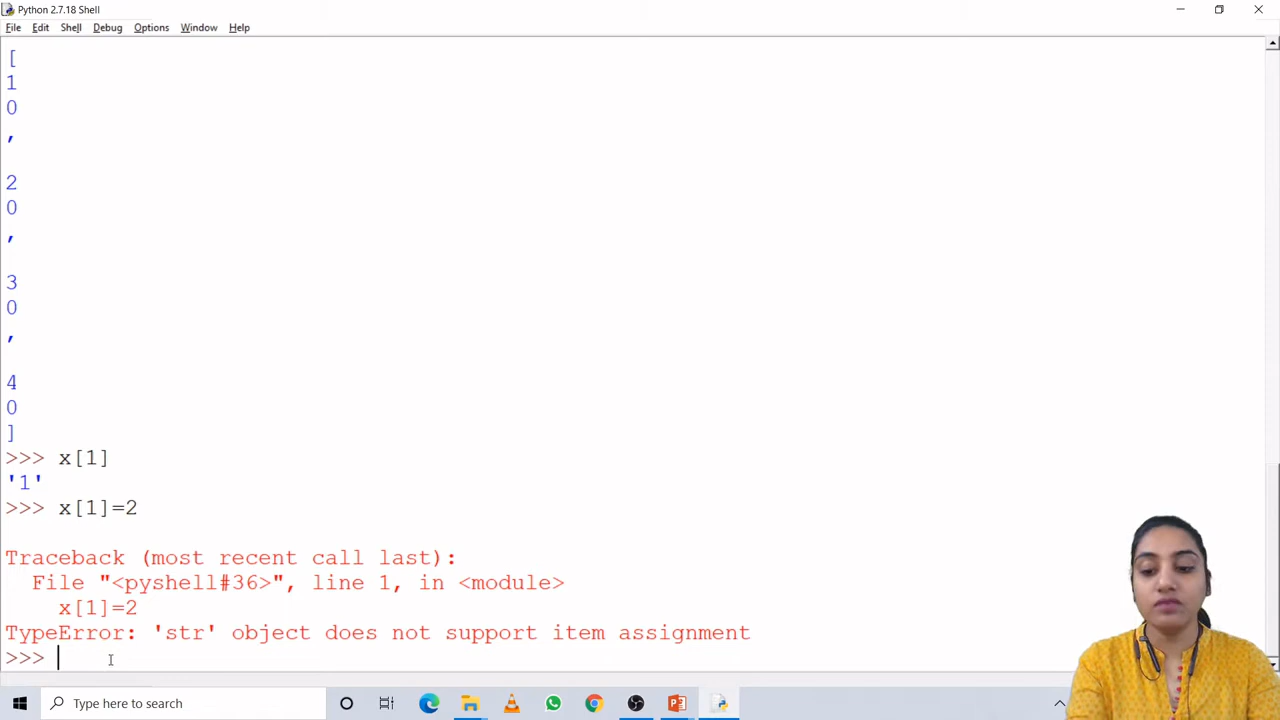 Python 2.7.18 Shell
File Edit Shell Debug Options Window Help
[
1
0
,
2
0
,
3
0
,
4
0
]
>>> x[1]
'1'
>>> x[1]=2
Traceback (most recent call last):
File "<pyshell#36>", line 1, in <module>
x[1]=2
TypeError: 'str' object does not support item assignment
>>>
Type here to search